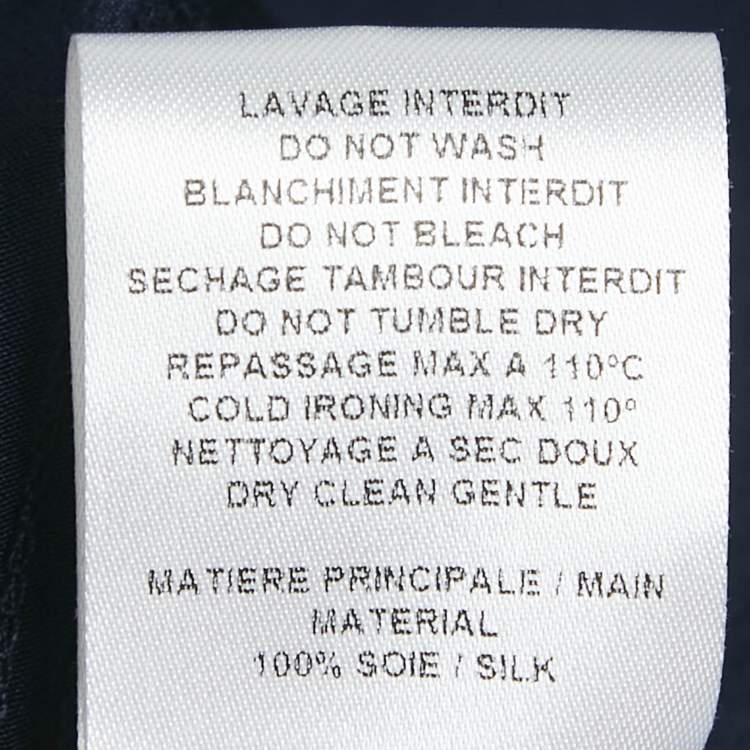 LAVAGE INTERDIT
DO NOT WASH
BLANCHIMENT INTERDIT
DO NOT BLEACH
SECHAGE TAMBOUR INTERDIT
DO NOT TUMBLE DRY
REPASSAGE MAX A 110°C
COLD IRONING MAX 110°
NETTOYAGE A SEC DOUX
DRY CLEAN GENTLE
MATIERE PRINCIPALE / MAIN
MATERIAL
100% SOIE / SILK